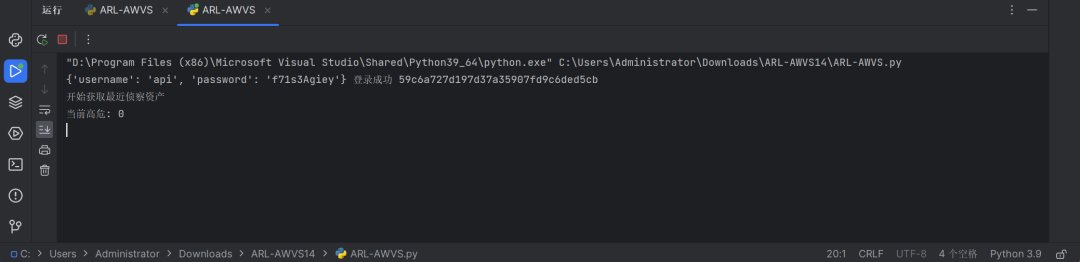 运行 ARL-AWVS ARL-AWVS
"D:\Program Files (x86)\Microsoft Visual Studio\Shared\Python39_64\python.exe" C:\Users\Administrator\Downloads\ARL-AWVS14\ARL-AWVS.py
{'username': 'api', 'password': 'f71s3Agiey'} 登录成功 59c6a727d197d37a35907fd9c6ded5cb
开始获取最近侦察资产
当前高危: 0
C: > Users > Administrator > Downloads > ARL-AWVS14 > ARL-AWVS.py 20:1 CRLF UTF-8 4 个空格 Python 3.9